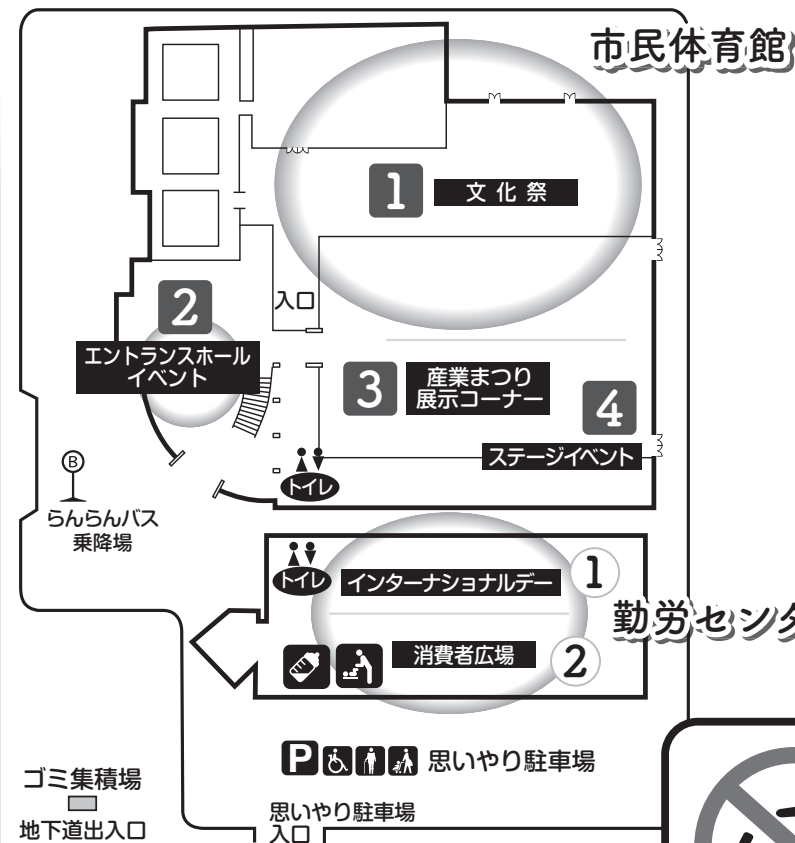 市民体育館
1 文化祭
2
エントランスホール
イベント
入口
3 産業まつり
展示コーナー
4
ステージイベント
トイレ
B
らんらんバス
乗降場
トイレ
インターナショナルデー 1
勤労センタ
消費者広場 2
P 思いやり駐車場
ゴミ集積場
地下道出入口
思いやり駐車場
入口